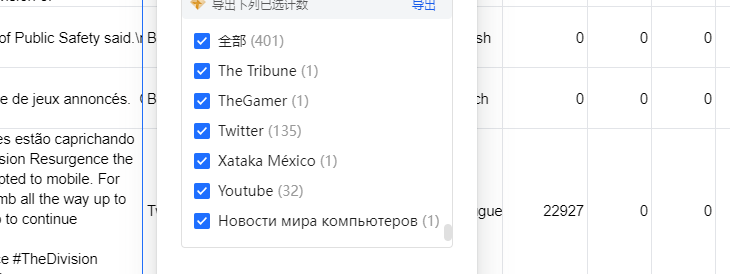 导出下列已选计数 导出
全部 (401)
The Tribune (1)
TheGamer (1)
Twitter (135)
Xataka México (1)
Youtube (32)
Новости мира компьютеров (1)
of Public Safety said.\
0 0 0
e de jeux annoncés.
0 0 0
es estão caprichando
sion Resurgence the
oted to mobile. For
mb all the way up to
o to continue
22927 0 0
ce #TheDivision